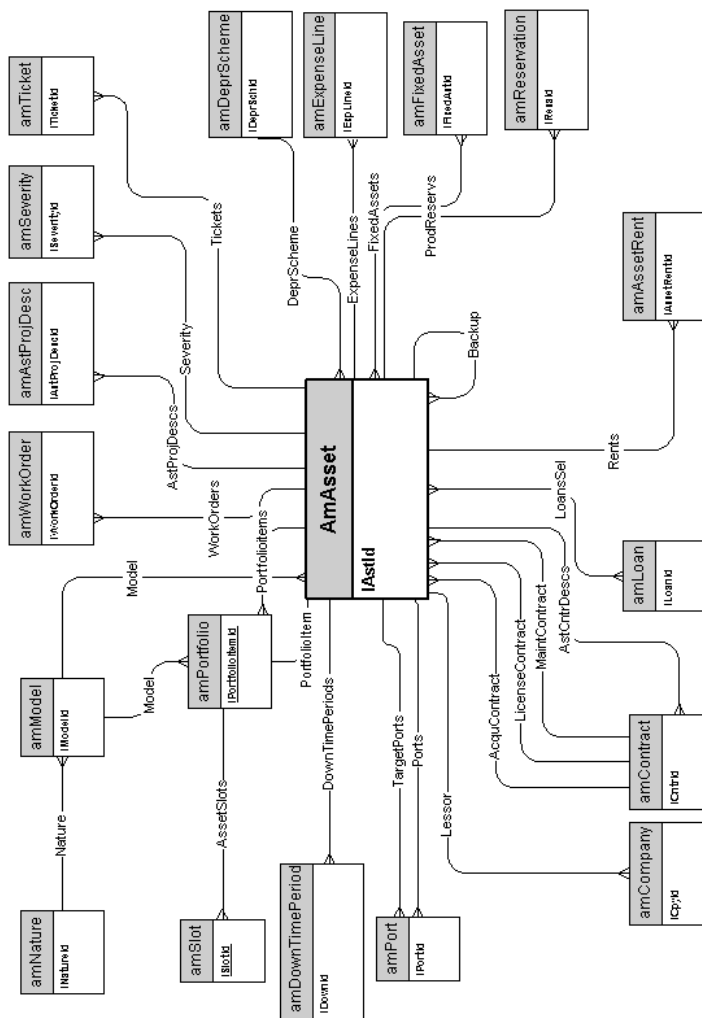 amNature
lNatureId
Nature
amModel
lModelId
amWorkOrder
lWorkOrderId
amAstProjDesc
lAstProjDescId
amSeverity
lSeverityId
amTicket
lTicketId
Model
Model
AstProjDescs
Severity
Tickets
amSlot
lSlotId
AssetSlots
amPortfolio
lPortfolioItemId
WorkOrders
PortfolioItems
PortfolioItem
amDeprScheme
lDeprSchId
DeprScheme
amDownTimePeriod
lDownId
DownTimePeriods
AmAsset
lAstId
amExpenseLine
lExpLineId
ExpenseLines
FixedAssets
amFixedAsset
lFixedAstId
amPort
lPortId
TargetPorts
Ports
ProdReservs
amReservation
lResId
Lessor
Backup
AcquContract
LicenseContract
MaintContract
AstCntrDescs
LoansSel
Rents
amCompany
lCpyId
amContract
lCntrId
amLoan
lLoanId
amAssetRent
lAssetRentId